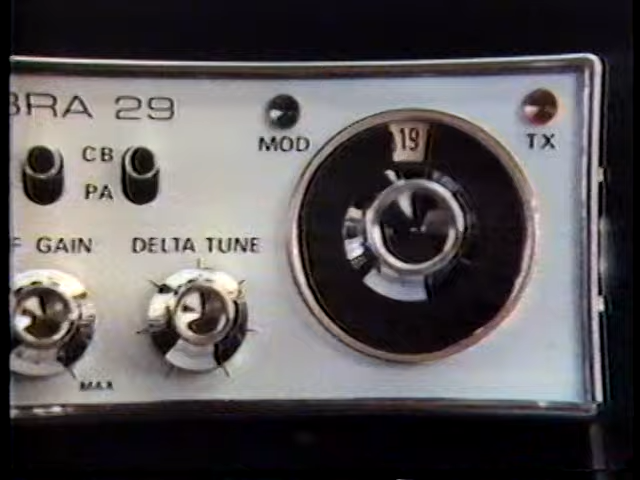 BRA 29
MOD
19
TX
CB
PA
F GAIN
DELTA TUNE
MAX